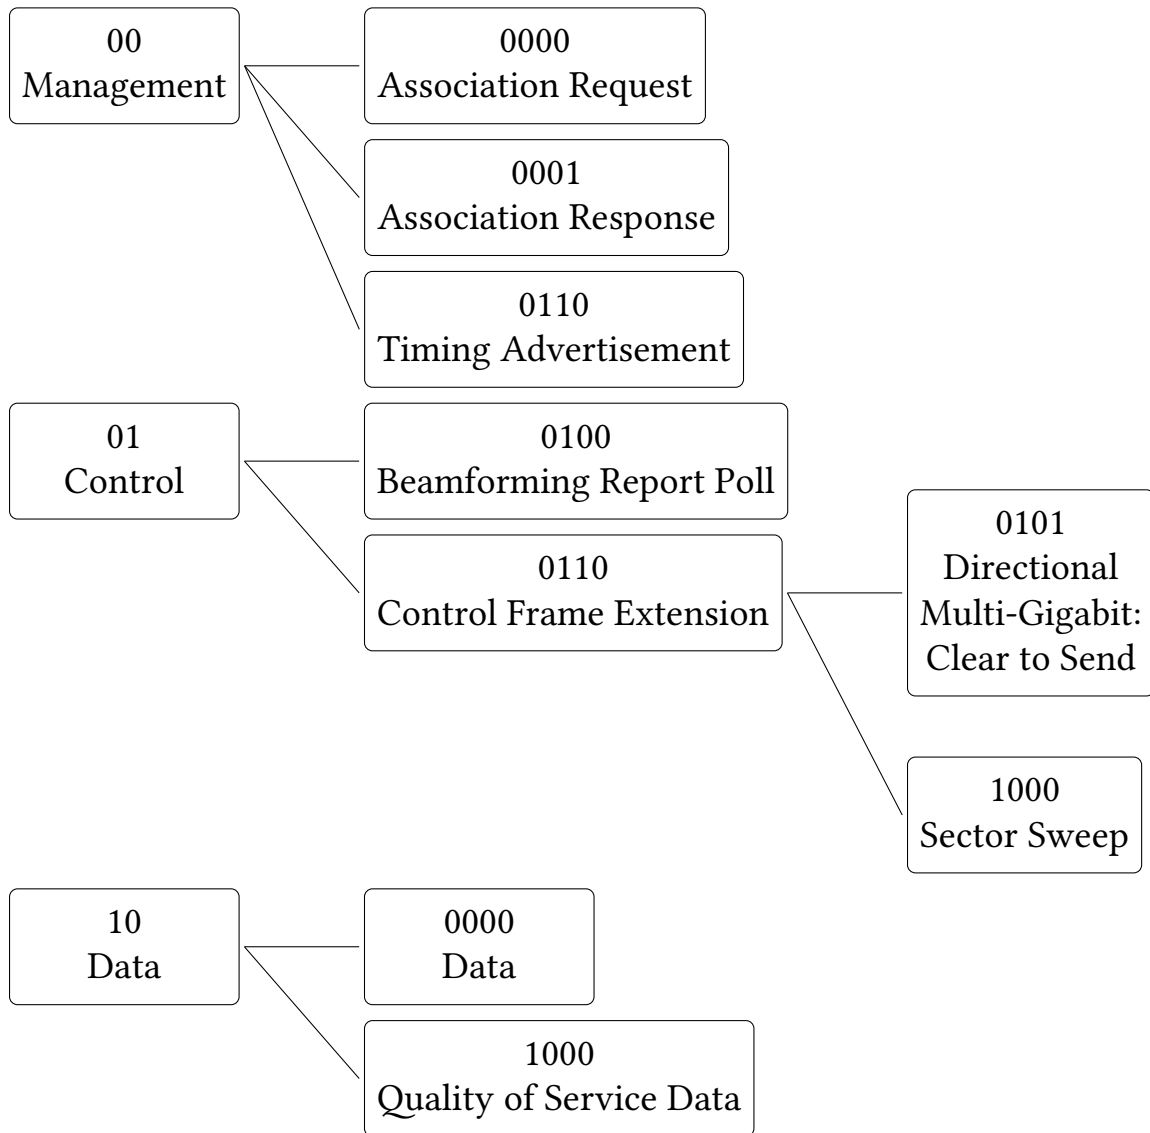 00
Management
0000
Association Request
0001
Association Response
0110
Timing Advertisement
01
Control
0100
Beamforming Report Poll
0110
Control Frame Extension
0101
Directional
Multi-Gigabit:
Clear to Send
1000
Sector Sweep
10
Data
0000
Data
1000
Quality of Service Data